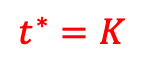 t* = K